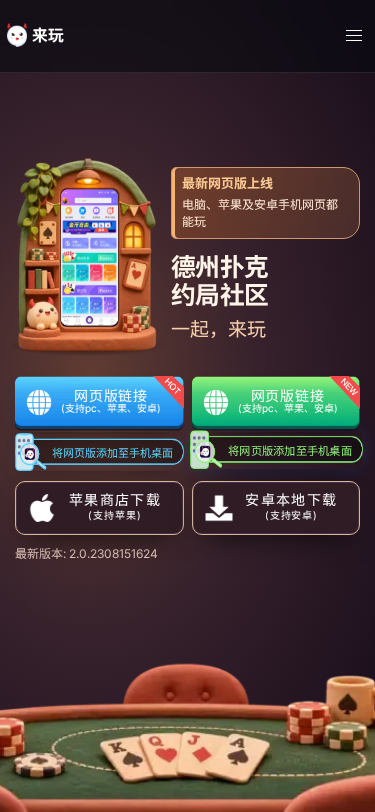 来玩
最新网页版上线
电脑、苹果及安卓手机网页都
能玩
德州扑克
约局社区
一起，来玩
网页版链接
(支持pc、苹果、安卓)
HOT
网页版链接
(支持pc、苹果、安卓)
NEW
将网页版添加至手机桌面
将网页版添加至手机桌面
苹果商店下载
(支持苹果)
安卓本地下载
(支持安卓)
最新版本: 2.0.2308151624
K
Q
J
A